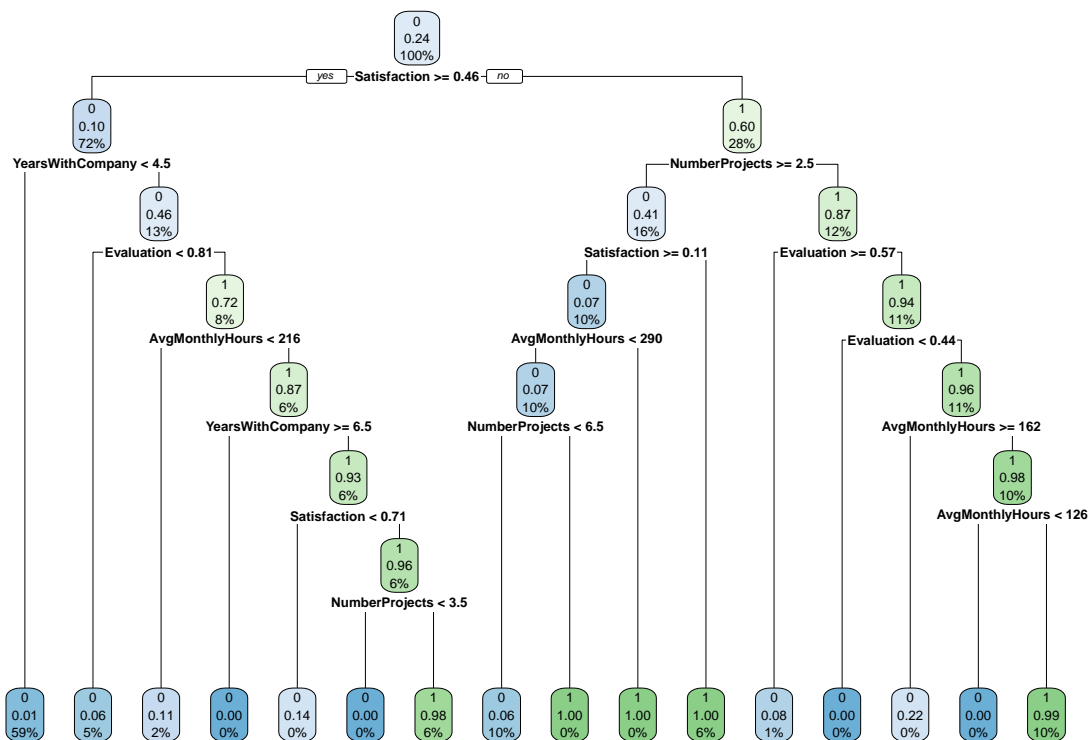 0
0.24
100%
yes Satisfaction >= 0.46 no
0
0.10
72%
1
0.60
28%
YearsWithCompany < 4.5
NumberProjects >= 2.5
0
0.46
13%
0
0.41
16%
1
0.87
12%
Evaluation < 0.81
Satisfaction >= 0.11
Evaluation >= 0.57
1
0.72
8%
0
0.07
10%
1
0.94
11%
AvgMonthlyHours < 216
AvgMonthlyHours < 290
Evaluation < 0.44
1
0.87
6%
0
0.07
10%
1
0.96
11%
YearsWithCompany >= 6.5
NumberProjects < 6.5
AvgMonthlyHours >= 162
1
0.93
6%
1
0.98
10%
Satisfaction < 0.71
AvgMonthlyHours < 126
1
0.96
6%
NumberProjects < 3.5
0 0 0 0 0 0 1 0 1 1 1 0 0 0 0 1
0.01 0.06 0.11 0.00 0.14 0.00 0.98 0.06 1.00 1.00 1.00 0.08 0.00 0.22 0.00 0.99
59% 5% 2% 0% 0% 0% 6% 10% 0% 0% 6% 1% 0% 0% 0% 10%